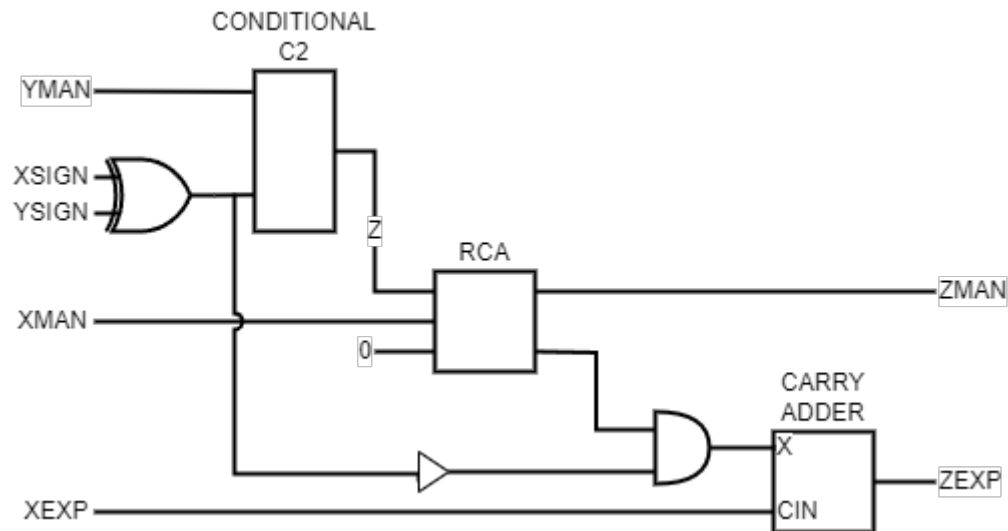 CONDITIONAL
C2
YMAN
XSIGN
YSIGN
Z
RCA
XMAN
0
ZMAN
CARRY
ADDER
X
ZEXP
XEXP
CIN